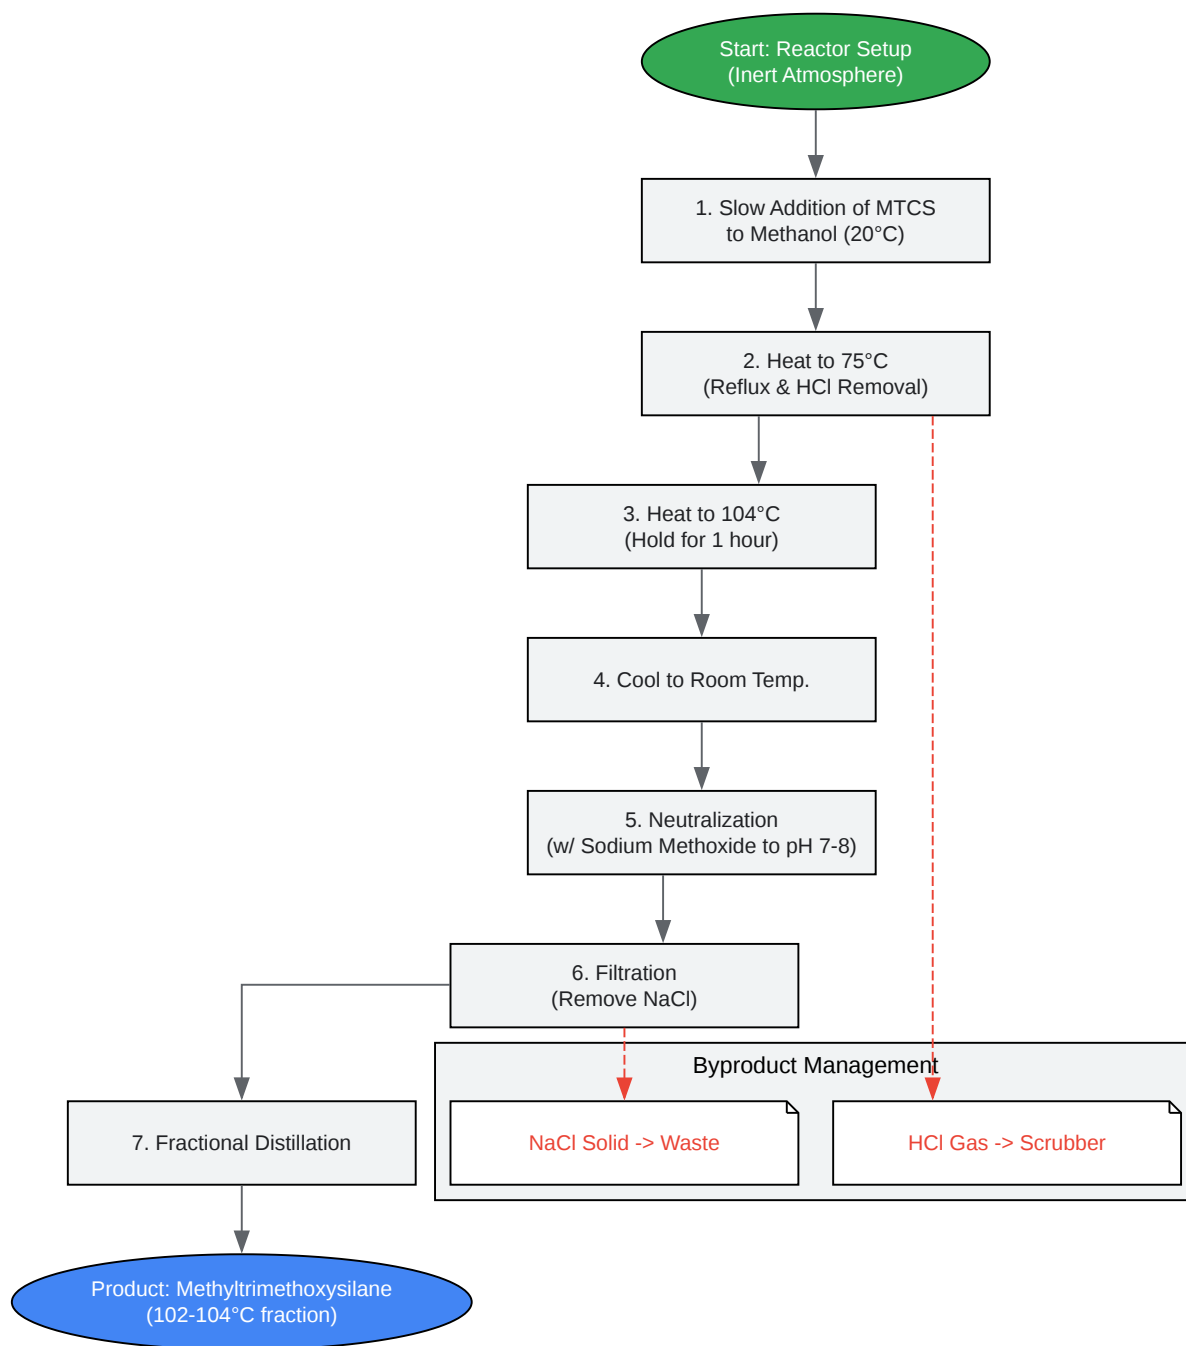 Start: Reactor Setup
(Inert Atmosphere)
1. Slow Addition of MTCS
to Methanol (20°C)
2. Heat to 75°C
(Reflux & HCl Removal)
3. Heat to 104°C
(Hold for 1 hour)
4. Cool to Room Temp.
5. Neutralization
(w/ Sodium Methoxide to pH 7-8)
6. Filtration
(Remove NaCl)
Byproduct Management
7. Fractional Distillation
NaCl Solid -> Waste
HCl Gas -> Scrubber
Product: Methyltrimethoxysilane
(102-104°C fraction)